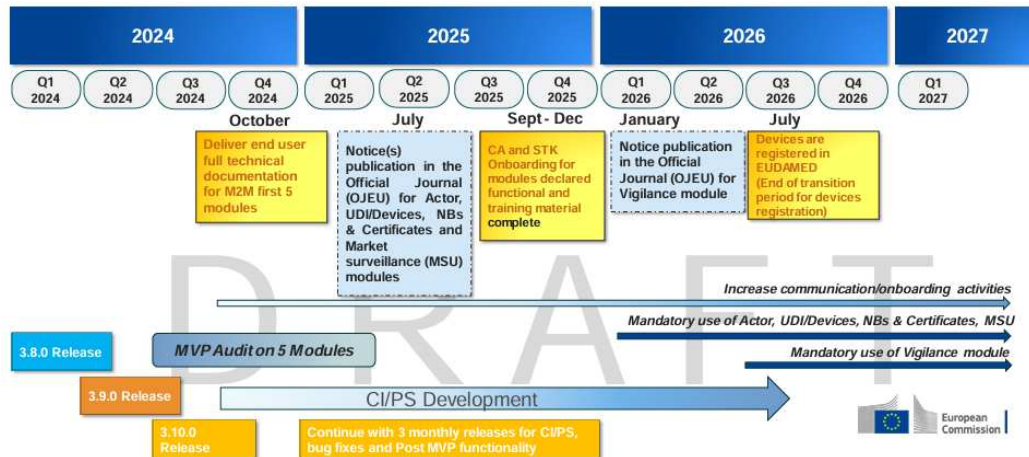 2024
2025
2026
2027
Q1
2024
Q2
2024
Q3
2024
Q4
2024
Q1
2025
Q2
2025
Q3
2025
Q4
2025
Q1
2026
Q2
2026
Q3
2026
Q4
2026
Q1
2027
October
July
Sept - Dec
January
July
Deliver end user
full technical
documentation
for M2M first 5
modules
Notice(s)
publication in the
Official Journal
(OJEU) for Actor,
UDI/Devices, NBs
& Certificates and
Market
surveillance (MSU)
modules
CA and STK
Onboarding for
modules declared
functional and
training material
complete
Notice publication
in the Official
Journal (OJEU) for
Vigilance module
Devices are
registered in
EUDAMED
(End of transition
period for devices
registration)
DRAFT
Increase communication/onboarding activities
Mandatory use of Actor, UDI/Devices, NBs & Certificates, MSU
3.8.0 Release
MVP Audit on 5 Modules
Mandatory use of Vigilance module
3.9.0 Release
CI/PS Development
3.10.0
Release
Continue with 3 monthly releases for CI/PS,
bug fixes and Post MVP functionality
European
Commission